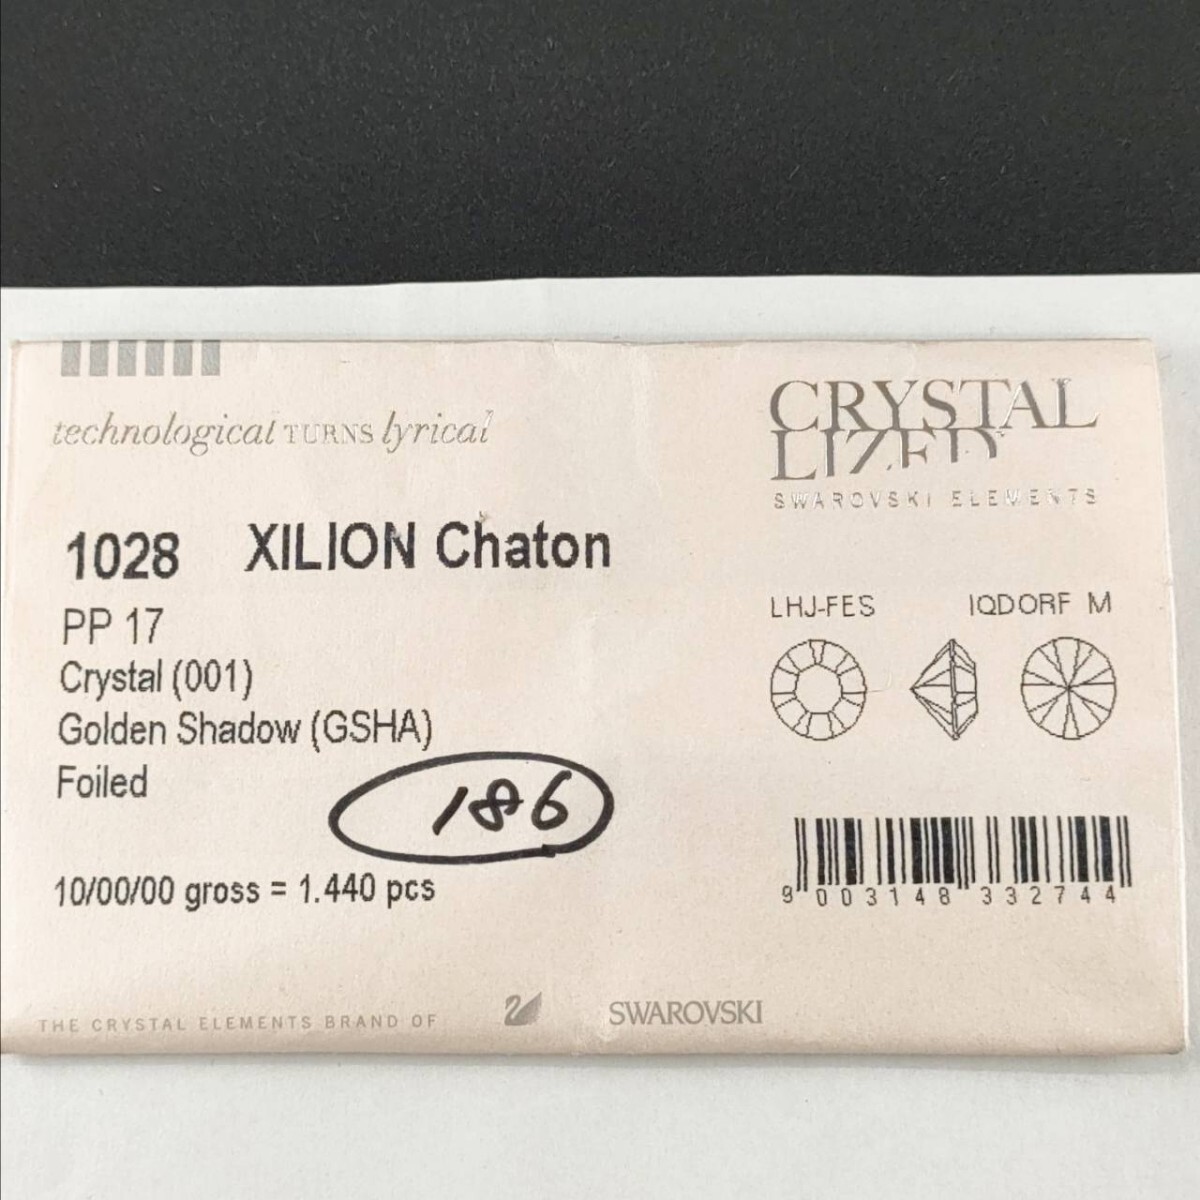 technological TURNS lyrical
CRYSTAL
LIZED
SWAROVSKI ELEMENTS
1028 XILION Chaton
PP 17
Crystal (001)
Golden Shadow (GSHA)
Foiled
186
10/00/00 gross = 1.440 pcs
LHJ-FES IQDORF M
9 003148 332744
THE CRYSTAL ELEMENTS BRAND OF SWAROVSKI